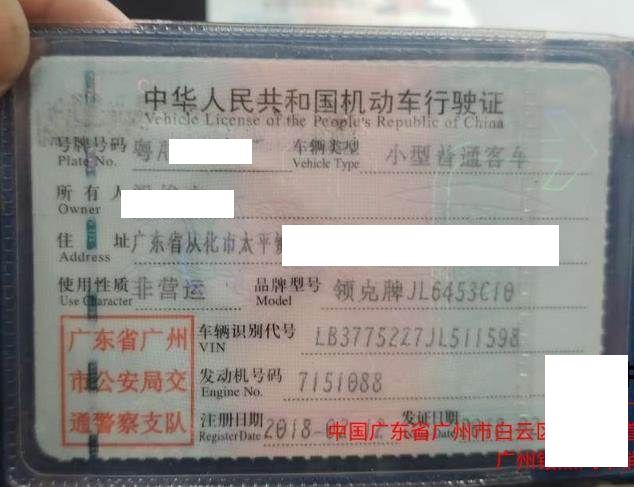 中华人民共和国机动车行驶证
Vehicle License of the People's Republic of China
号牌号码 粤 车辆类型 小型普通客车
Plate No. Vehicle Type
所有人
Owner
住址 广东省从化市太平
Address
使用性质 非营运 品牌型号 领克牌JL6453C10
Use Character Model
广东省广州 车辆识别代号 LB3775227JL511598
VIN
市公安局交 发动机号码 7151088
Engine No.
通警察支队 注册日期 2018-02-12 发证日期
Register Date Date
中国广东省广州市白云区
广州